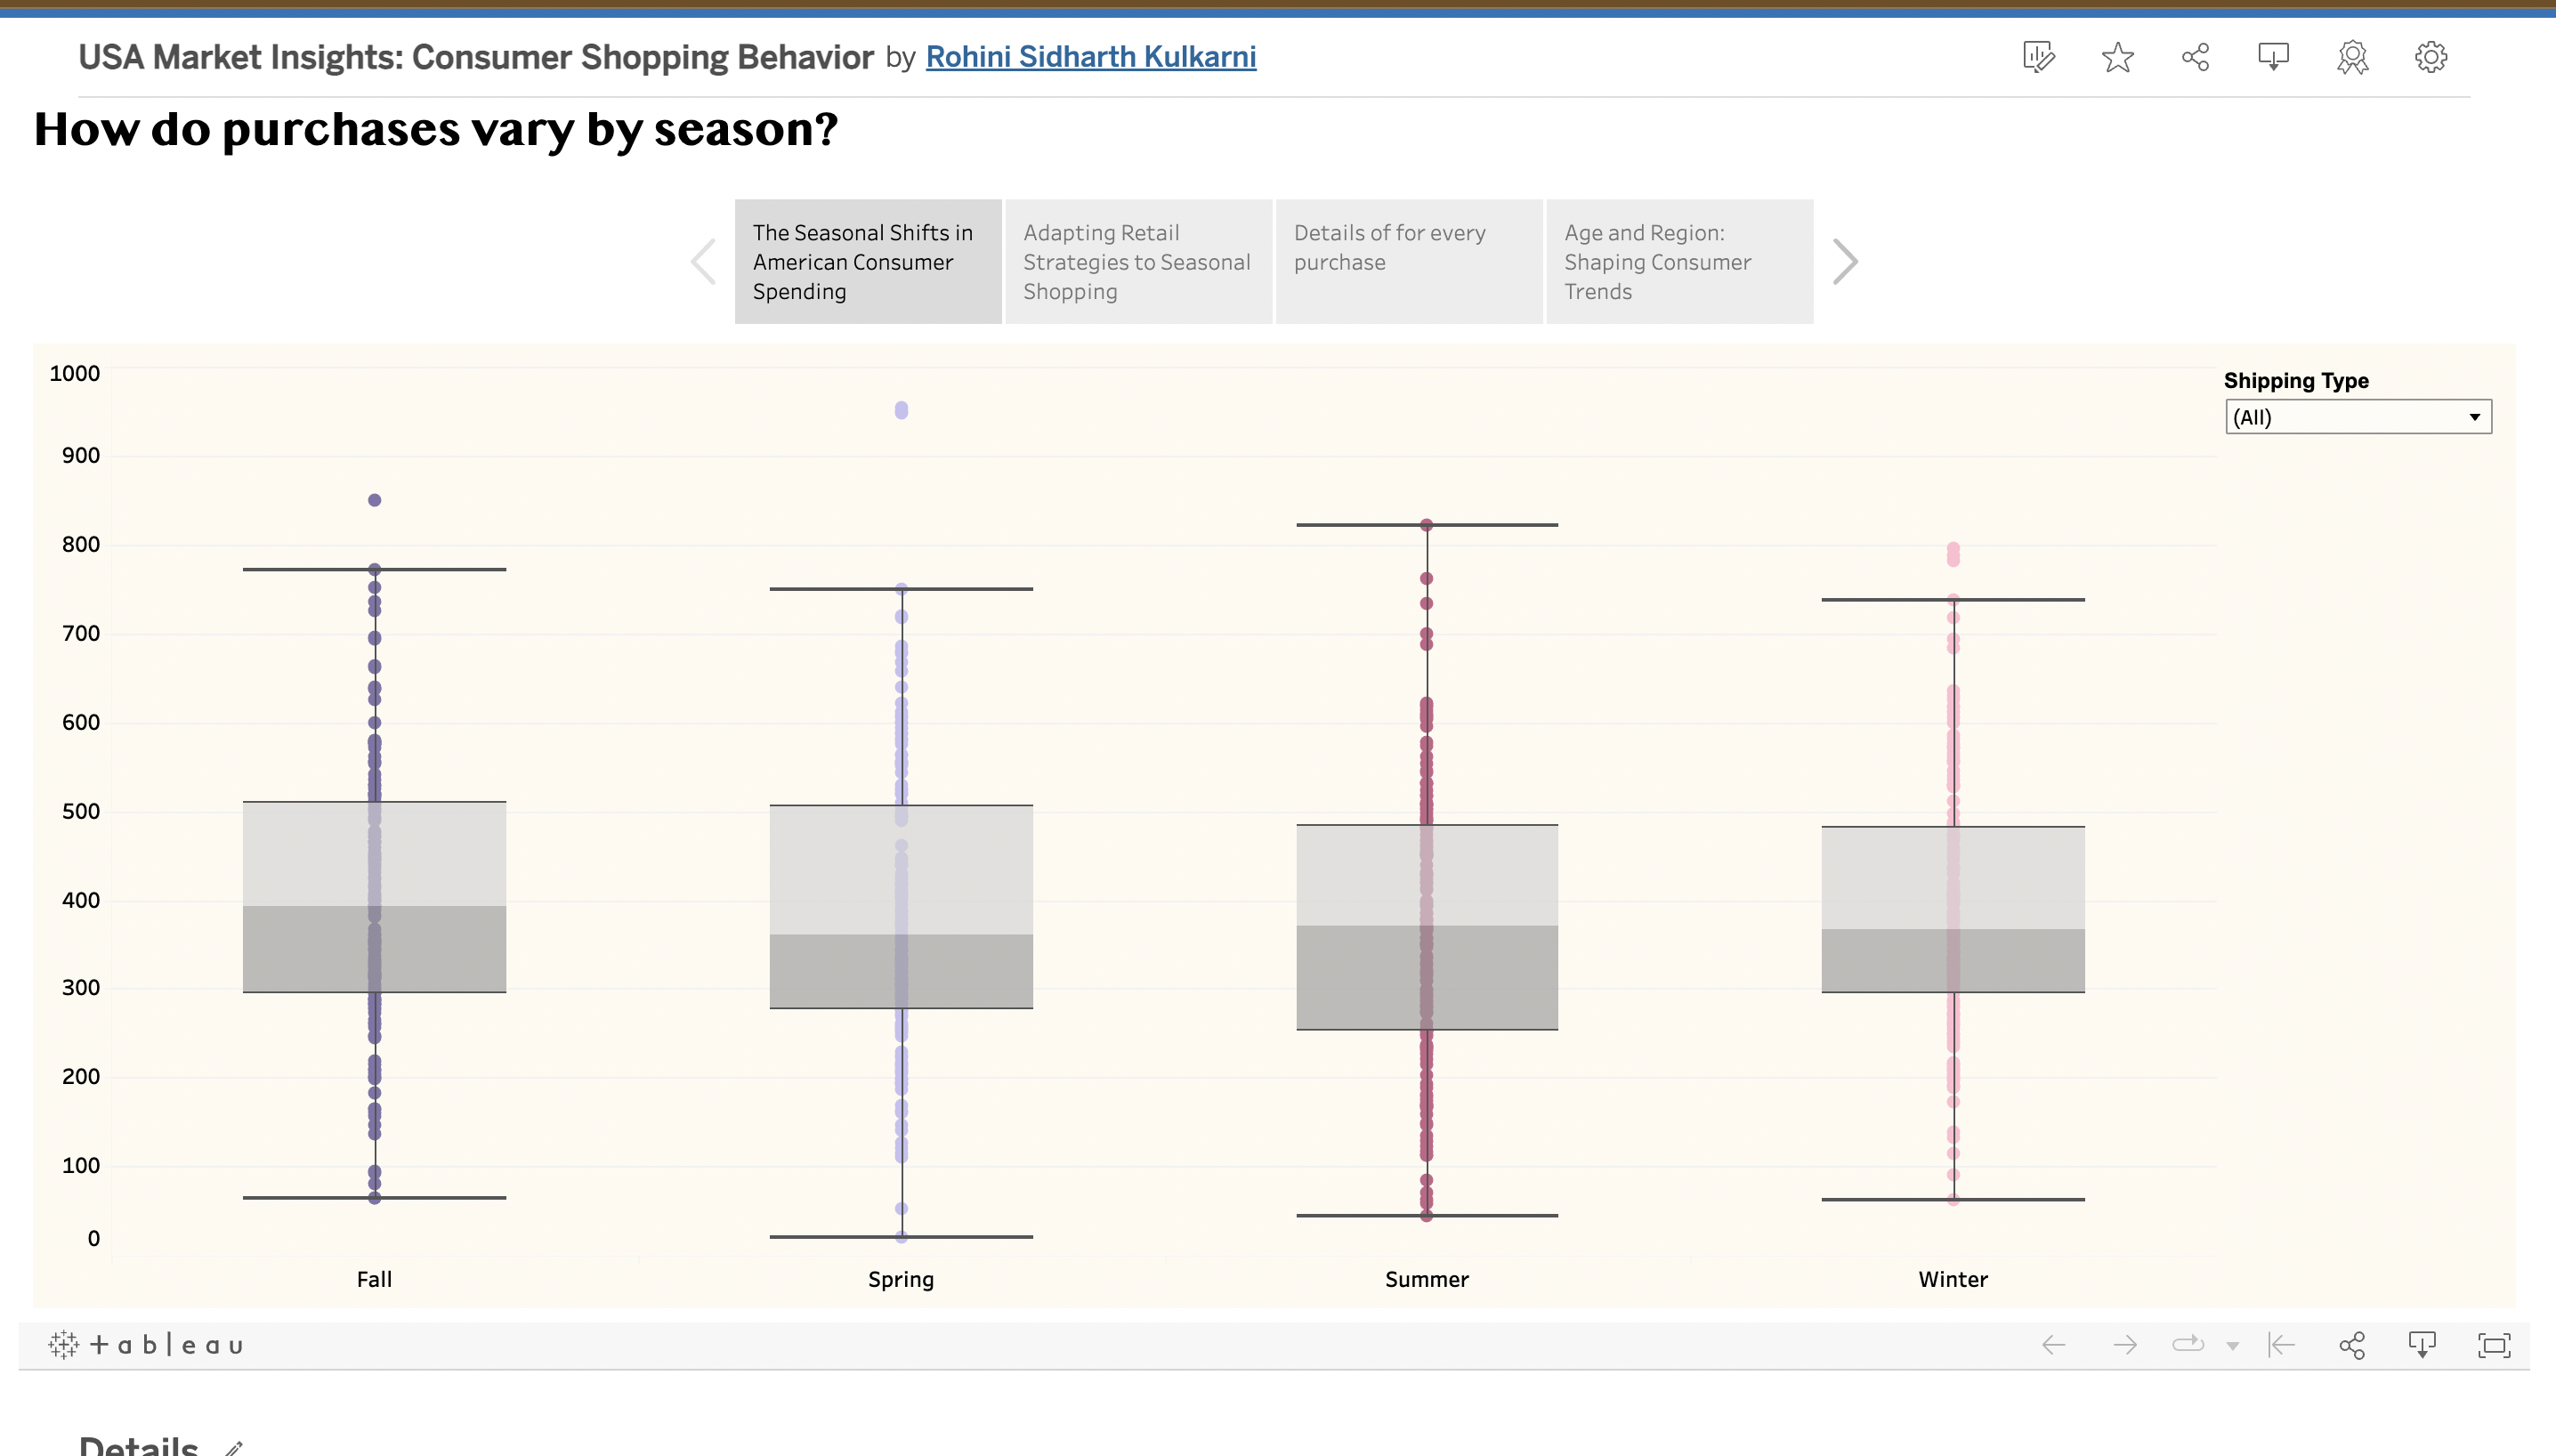 USA Market Insights: Consumer Shopping Behavior by Rohini Sidharth Kulkarni
How do purchases vary by season?
The Seasonal Shifts in
American Consumer
Spending
Adapting Retail
Strategies to Seasonal
Shopping
Details of for every
purchase
Age and Region:
Shaping Consumer
Trends
Shipping Type
(All)
1000
900
800
700
600
500
400
300
200
100
0
Fall
Spring
Summer
Winter
+ a b l e a u
Details